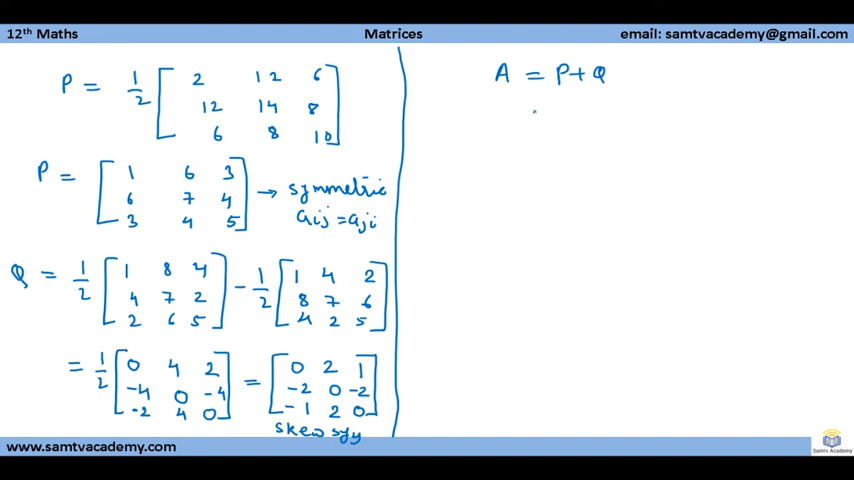 12th Maths Matrices email: samtvacademy@gmail.com
P = 1/2 [ 2 12 6
12 14 8
6 8 10 ]
P = [ 1 6 3
6 7 4
3 4 5 ] → symmetric
aij = aji
Q = 1/2 [ 1 8 4
4 7 2
2 6 5 ] - 1/2 [ 1 4 2
8 7 6
4 2 5 ]
= 1/2 [ 0 4 2
-4 0 -4
-2 4 0 ] = [ 0 2 1
-2 0 -2
-1 2 0 ]
skew syy
A = P+Q
www.samtvacademy.com
Samtv Academy